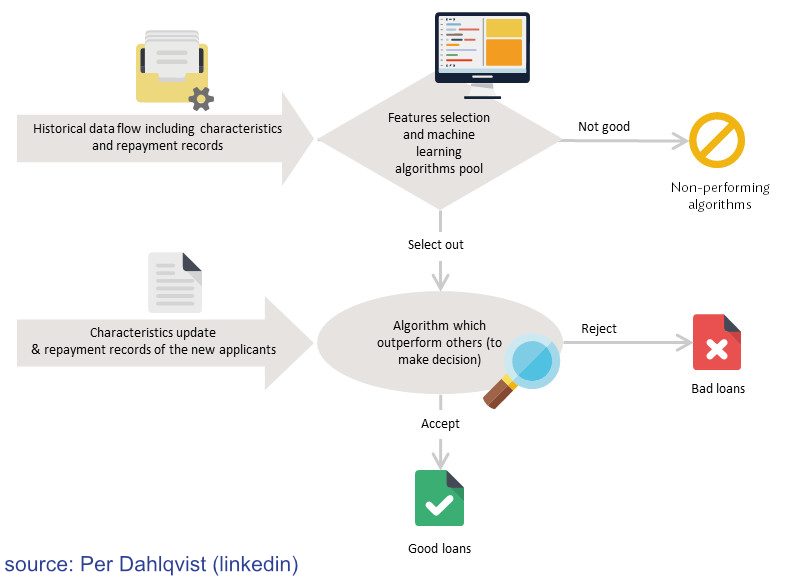 Historical data flow including characteristics
and repayment records
Features selection
and machine
learning
algorithms pool
Not good
Non-performing
algorithms
Select out
Characteristics update
& repayment records of the new applicants
Algorithm which
outperform others (to
make decision)
Reject
Bad loans
Accept
Good loans
source: Per Dahlqvist (linkedin)